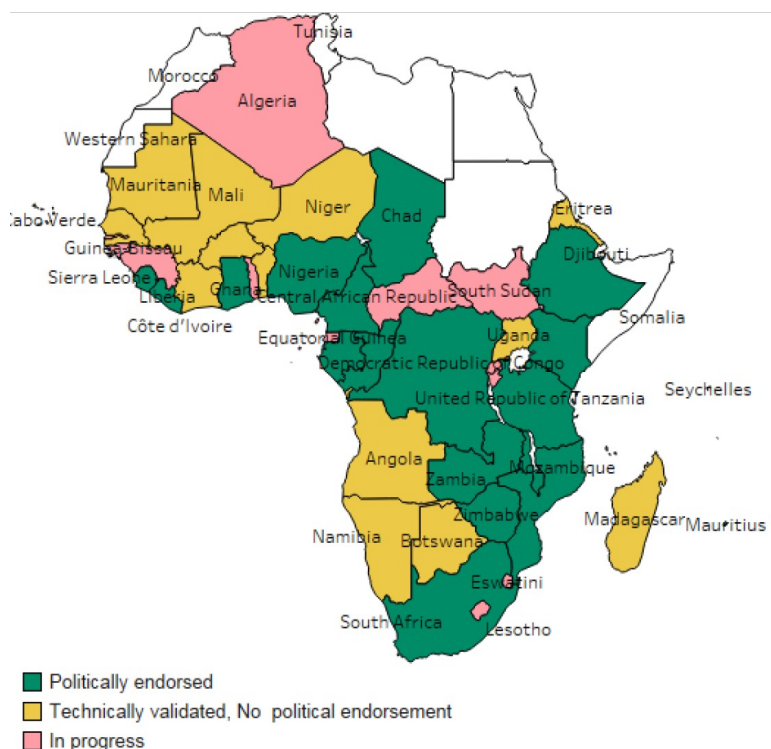 Tunisia
Morocco
Algeria
Western Sahara
Mauritania
Mali
Niger
Chad
Eritrea
Cabo Verde
Guinea-Bissau
Djibouti
Sierra Leone
Nigeria
Ghana
Liberia
Central African Republic
South Sudan
Somalia
Côte d'Ivoire
Equatorial Guinea
Uganda
Democratic Republic of Congo
United Republic of Tanzania
Seychelles
Angola
Zambia
Mozambique
Zimbabwe
Madagascar
Mauritius
Namibia
Botswana
Eswatini
South Africa
Lesotho
Politically endorsed
Technically validated, No political endorsement
In progress